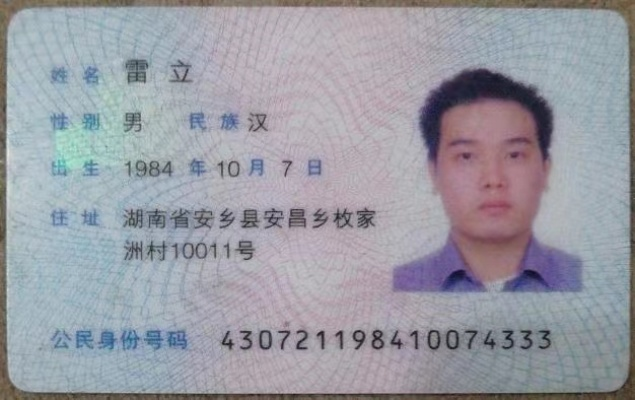 姓名 雷立
性别 男 民族 汉
出生 1984 年 10 月 7 日
住址 湖南省安乡县安昌乡枚家
洲村10011号
公民身份号码 430721198410074333